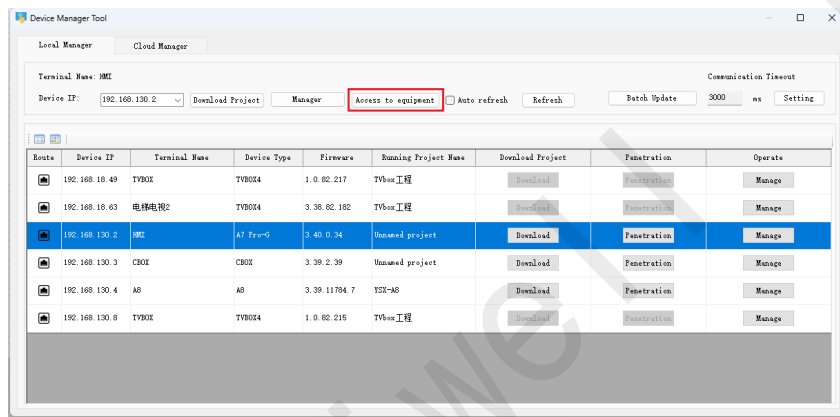 Device Manager Tool
Local Manager Cloud Manager
Terminal Name: HMI Communication Timeout
Device IP: 192.168.130.2 Download Project Manager Access to equipment Auto refresh Refresh Batch Update 3000 ms Setting
Route Device IP Terminal Name Device Type Firmware Running Project Name Download Project Penetration Operate
192.168.18.49 TVBOX TVBOX4 1.0.82.217 TVbox工程 Download Penetration Manage
192.168.18.63 电梯电视2 TVBOX4 3.38.82.182 TVbox工程 Download Penetration Manage
192.168.130.2 HMI A7 Pro-G 3.40.0.34 Unnamed project Download Penetration Manage
192.168.130.3 CBOX CBOX 3.39.2.39 Unnamed project Download Penetration Manage
192.168.130.4 A8 A8 3.39.11784.7 YSX-A8 Download Penetration Manage
192.168.130.8 TVBOX TVBOX4 1.0.82.215 TVbox工程 Download Penetration Manage